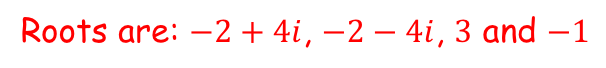 Roots are: −2 + 4i, −2 − 4i, 3 and −1